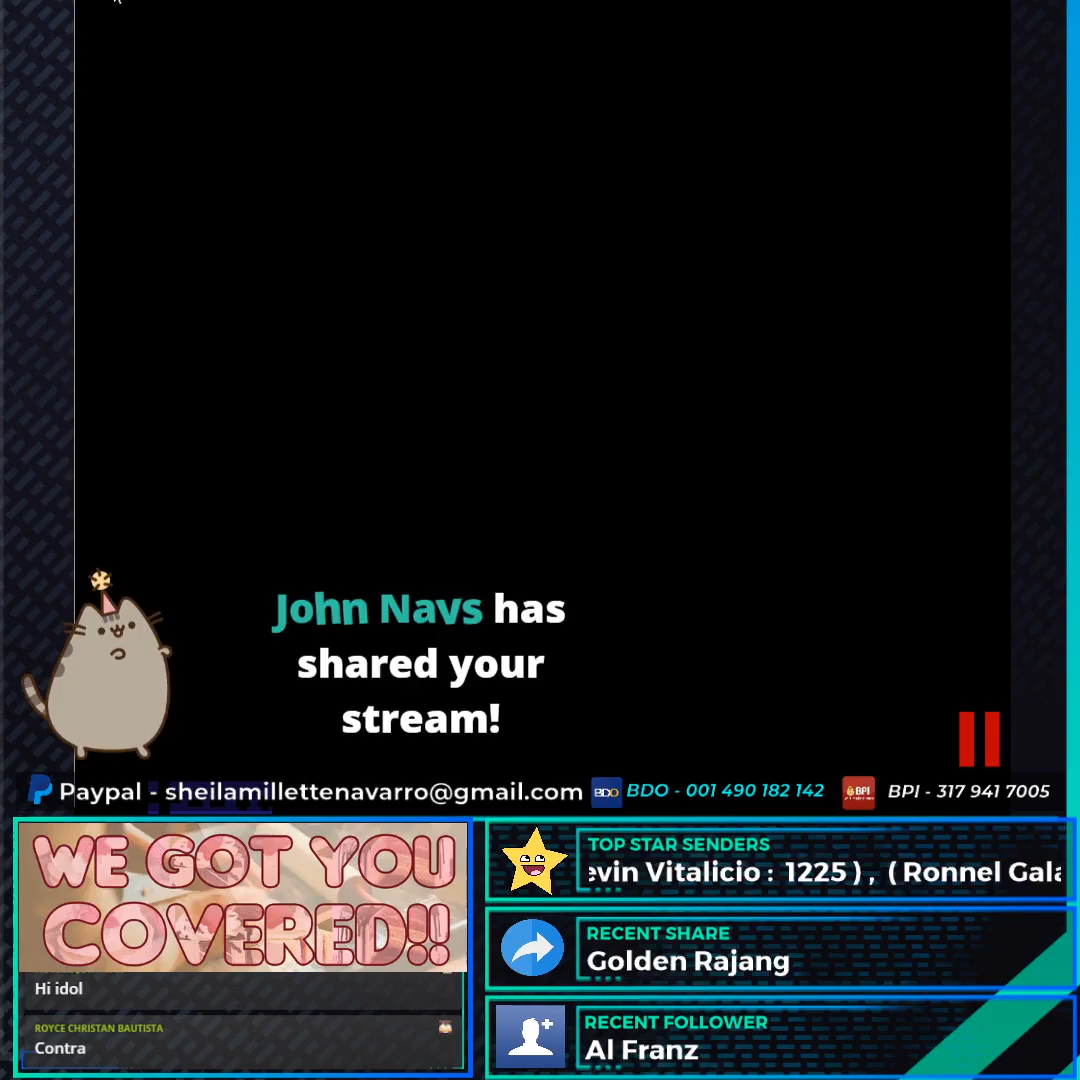 John Navs has
shared your
stream!
Paypal - sheilamillettenavarro@gmail.com BDO BDO - 001 490 182 142 BPI BPI - 317 941 7005
WE GOT YOU
COVERED!!
Hi idol
ROYCE CHRISTAN BAUTISTA
Contra
TOP STAR SENDERS
evin Vitalicio : 1225 ) , ( Ronnel Gala
RECENT SHARE
Golden Rajang
RECENT FOLLOWER
Al Franz